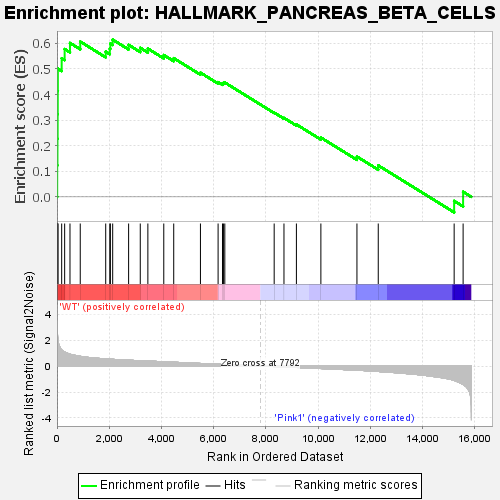 Enrichment plot: HALLMARK_PANCREAS_BETA_CELLS
Enrichment score (ES)
0.6
0.5
0.4
0.3
0.2
0.1
0.0
'WT' (positively correlated)
Ranked list metric (Signal2Noise)
4
2
0
-2
-4
Zero cross at 7792
'Pink1' (negatively correlated)
0
2,000
4,000
6,000
8,000
10,000
12,000
14,000
16,000
Rank in Ordered Dataset
Enrichment profile
Hits
Ranking metric scores